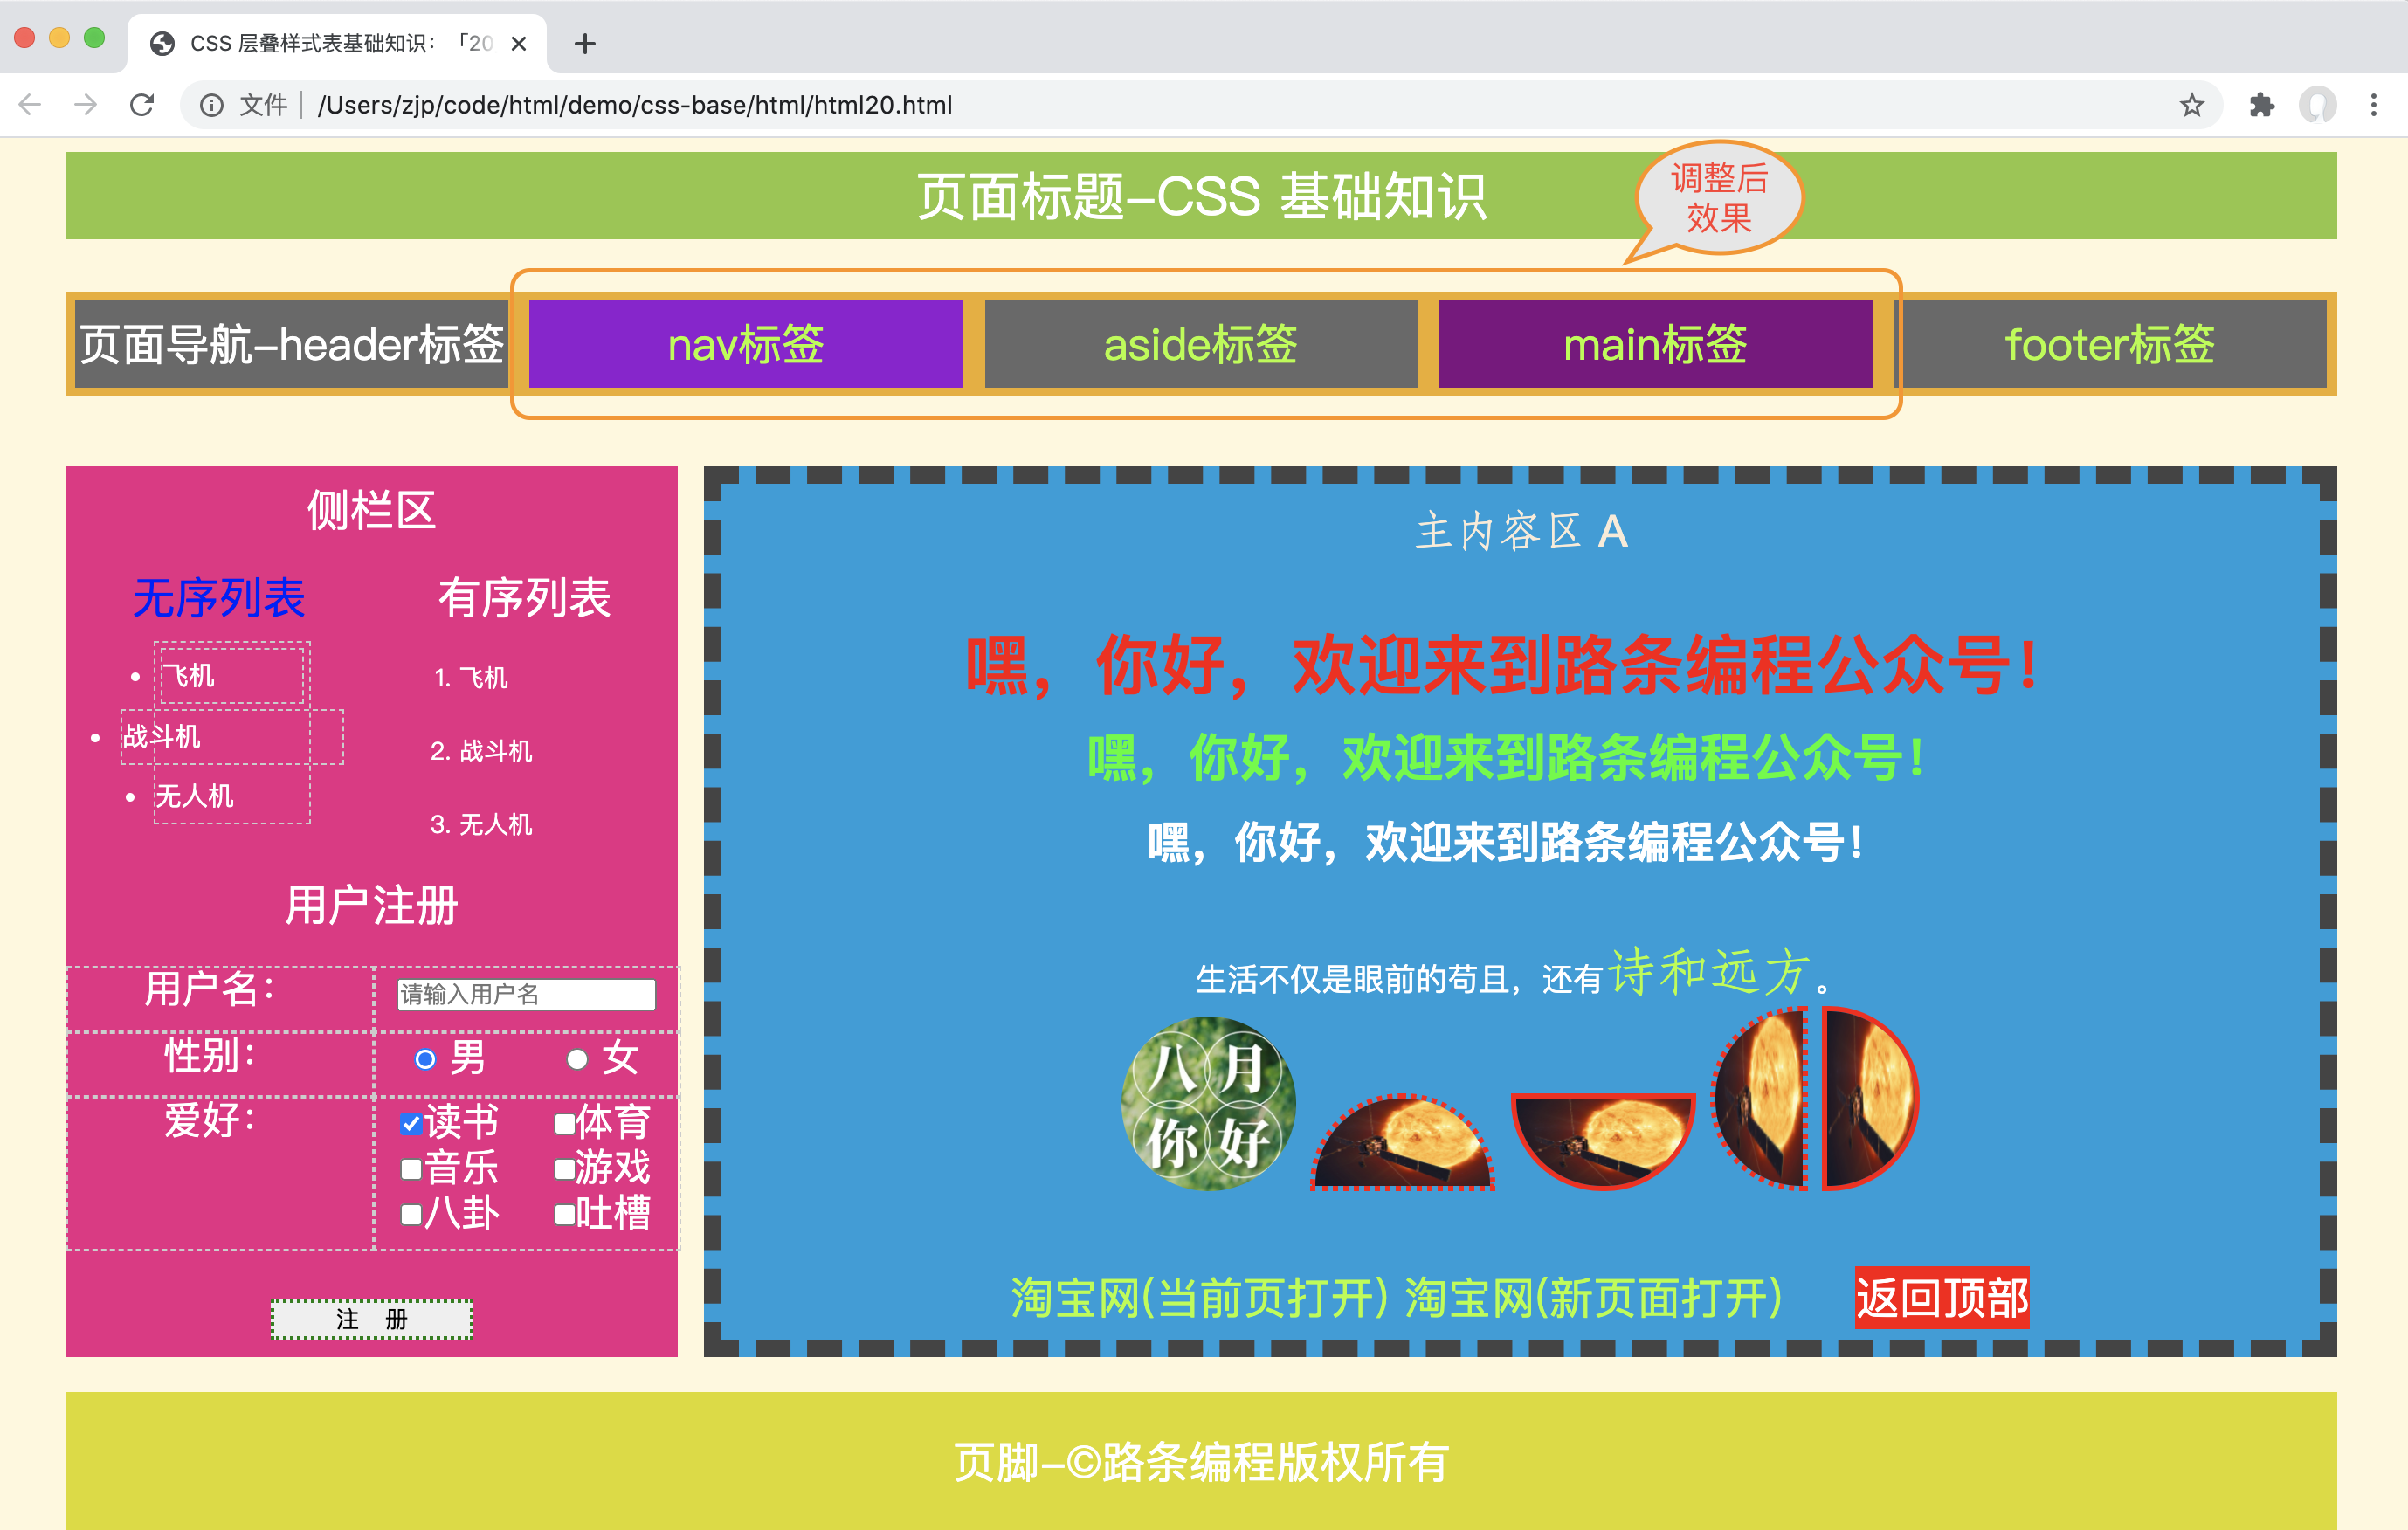 CSS 层叠样式表基础知识：「20
文件 /Users/zjp/code/html/demo/css-base/html/html20.html
页面标题-CSS 基础知识
调整后
效果
页面导航-header标签 nav标签 aside标签 main标签 footer标签
侧栏区
无序列表 有序列表
飞机
战斗机
无人机
1. 飞机
2. 战斗机
3. 无人机
用户注册
用户名： 请输入用户名
性别： 男 女
爱好： 读书 体育
音乐 游戏
八卦 吐槽
注 册
主内容区 A
嘿，你好，欢迎来到路条编程公众号！
嘿，你好，欢迎来到路条编程公众号！
嘿，你好，欢迎来到路条编程公众号！
生活不仅是眼前的苟且，还有诗和远方。
八月
你好
淘宝网(当前页打开) 淘宝网(新页面打开) 返回顶部
页脚-©路条编程版权所有